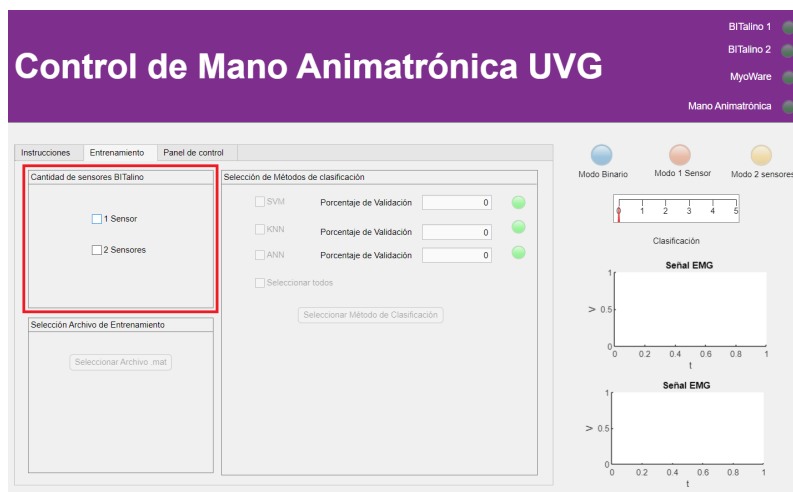 BITalino 1
BITalino 2
Control de Mano Animatrónica UVG
MyoWare
Mano Animatrónica
Instrucciones
Entrenamiento
Panel de control
Cantidad de sensores BITalino
1 Sensor
2 Sensores
Selección Archivo de Entrenamiento
Seleccionar Archivo .mat
Selección de Métodos de clasificación
SVM Porcentaje de Validación 0
KNN Porcentaje de Validación 0
ANN Porcentaje de Validación 0
Seleccionar todos
Seleccionar Método de Clasificación
Modo Binario
Modo 1 Sensor
Modo 2 sensores
0 1 2 3 4 5
Clasificación
Señal EMG
1
V 0.5
0
0 0.2 0.4 0.6 0.8 1
t
Señal EMG
1
V 0.5
0
0 0.2 0.4 0.6 0.8 1
t